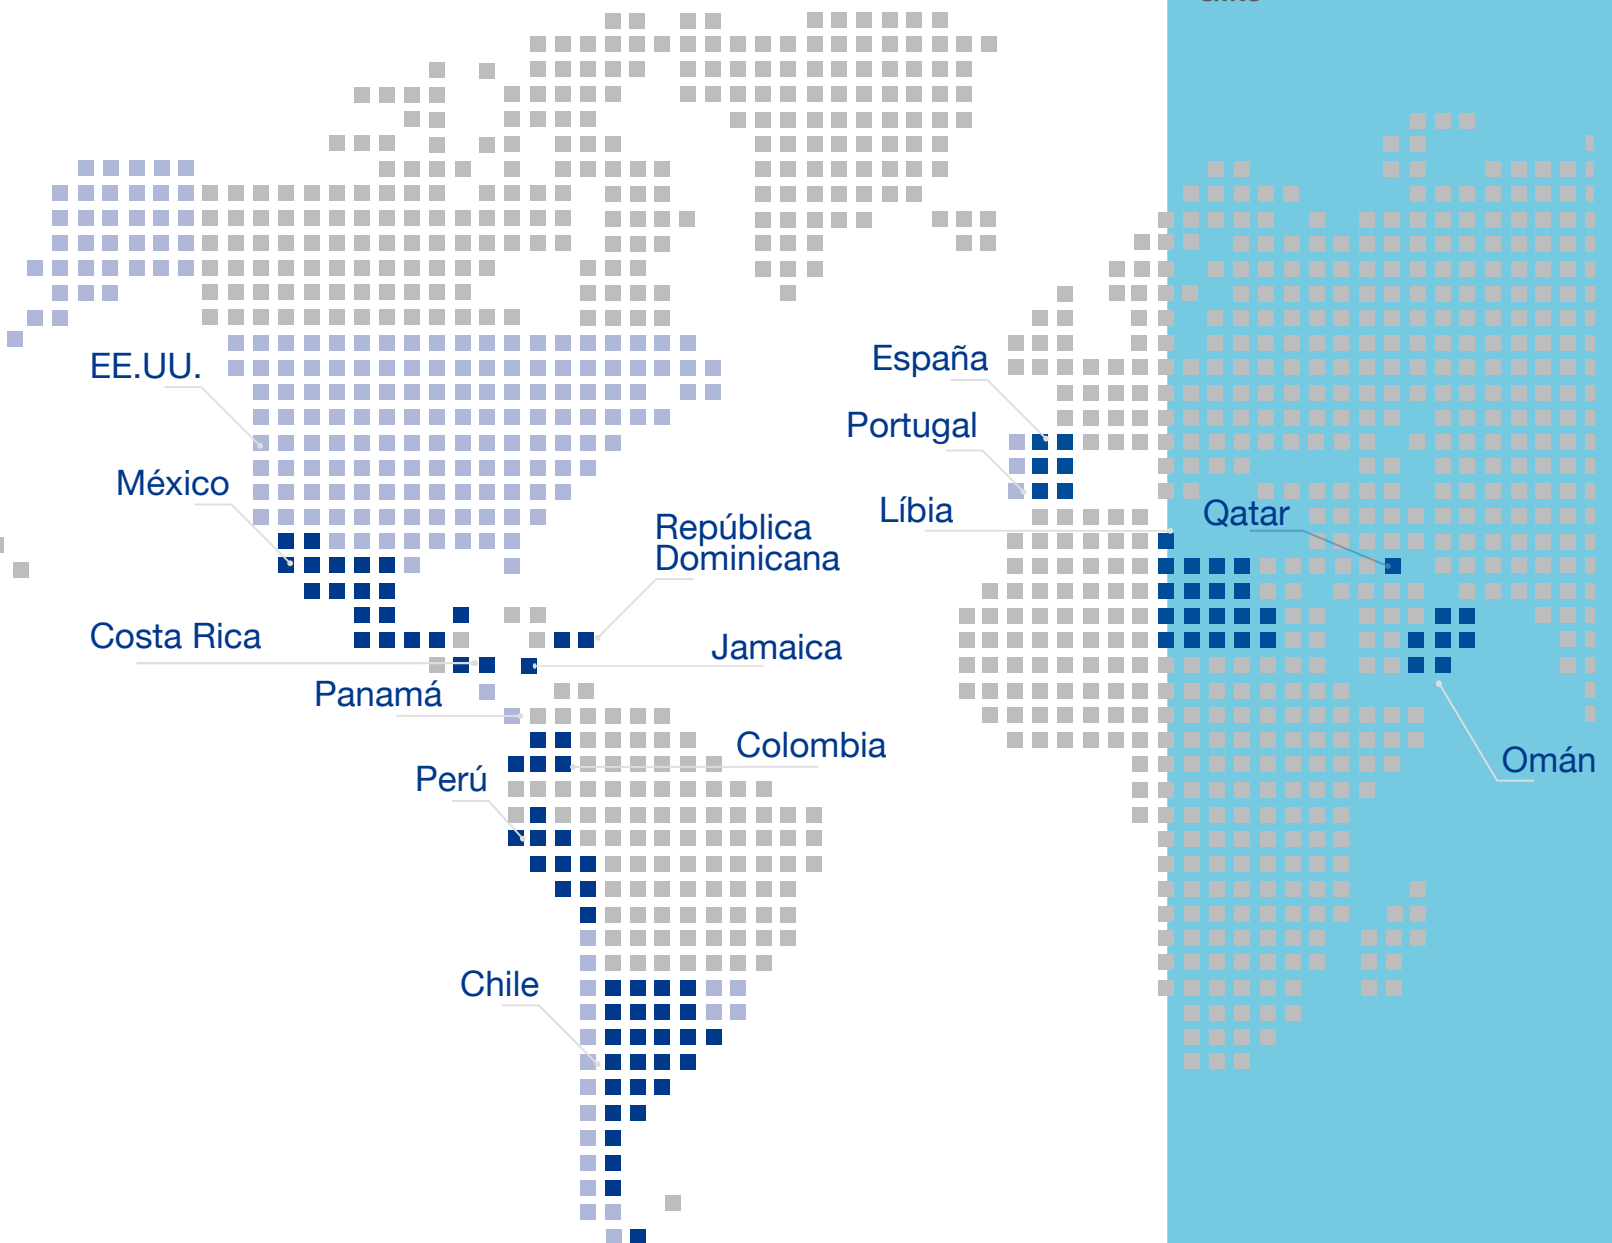 EE.UU.
España
Portugal
México
Líbia
Qatar
República
Dominicana
Costa Rica
Jamaica
Panamá
Colombia
Perú
Omán
Chile